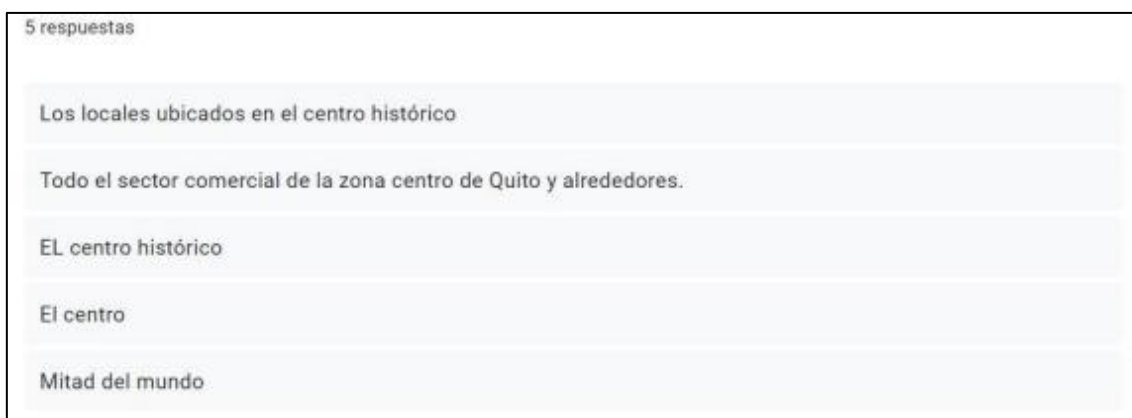 5 respuestas
Los locales ubicados en el centro histórico
Todo el sector comercial de la zona centro de Quito y alrededores.
EL centro histórico
El centro
Mitad del mundo